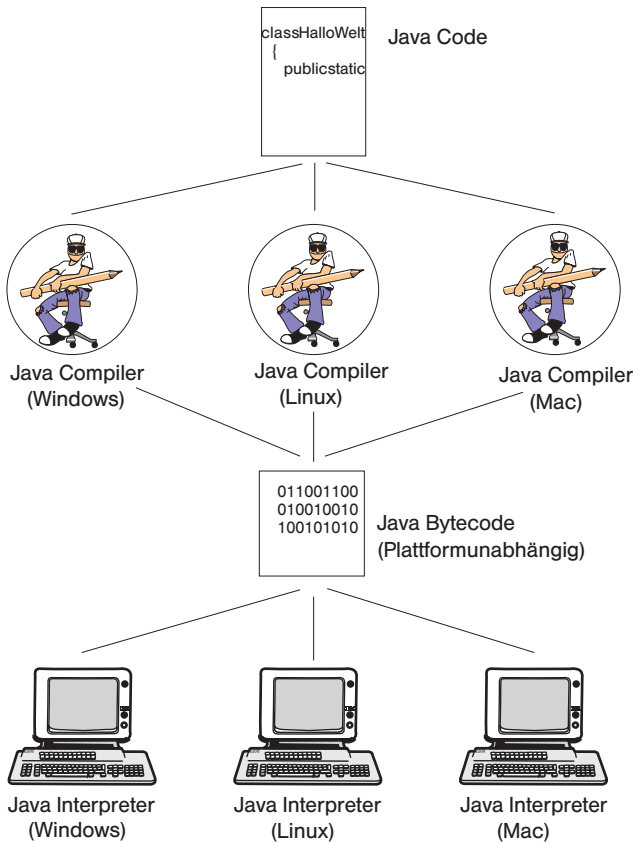 classHalloWelt
{
publicstatic
Java Code
Java Compiler
(Windows)
Java Compiler
(Linux)
Java Compiler
(Mac)
011001100
010010010
100101010
Java Bytecode
(Plattformunabhängig)
Java Interpreter
(Windows)
Java Interpreter
(Linux)
Java Interpreter
(Mac)